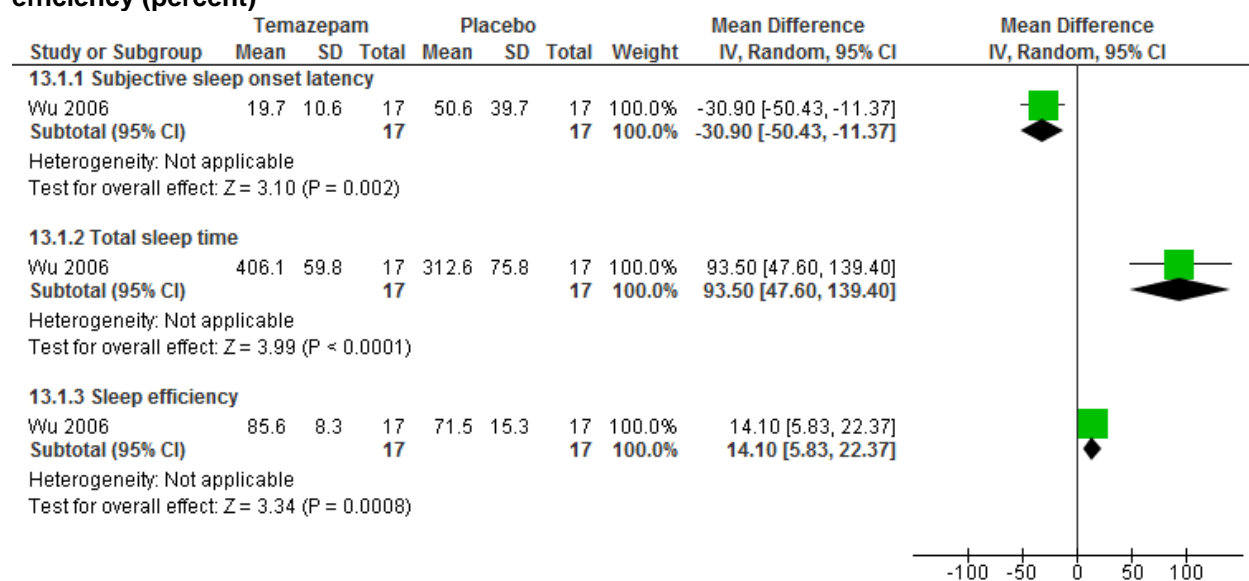 efficiency (percent)
Temazepam Placebo Mean Difference Mean Difference
Study or Subgroup Mean SD Total Mean SD Total Weight IV, Random, 95% CI IV, Random, 95% CI
13.1.1 Subjective sleep onset latency
Wu 2006 19.7 10.6 17 50.6 39.7 17 100.0% -30.90 [-50.43, -11.37]
Subtotal (95% CI) 17 17 100.0% -30.90 [-50.43, -11.37]
Heterogeneity: Not applicable
Test for overall effect: Z = 3.10 (P = 0.002)
13.1.2 Total sleep time
Wu 2006 406.1 59.8 17 312.6 75.8 17 100.0% 93.50 [47.60, 139.40]
Subtotal (95% CI) 17 17 100.0% 93.50 [47.60, 139.40]
Heterogeneity: Not applicable
Test for overall effect: Z = 3.99 (P < 0.0001)
13.1.3 Sleep efficiency
Wu 2006 85.6 8.3 17 71.5 15.3 17 100.0% 14.10 [5.83, 22.37]
Subtotal (95% CI) 17 17 100.0% 14.10 [5.83, 22.37]
Heterogeneity: Not applicable
Test for overall effect: Z = 3.34 (P = 0.0008)
-100 -50 0 50 100